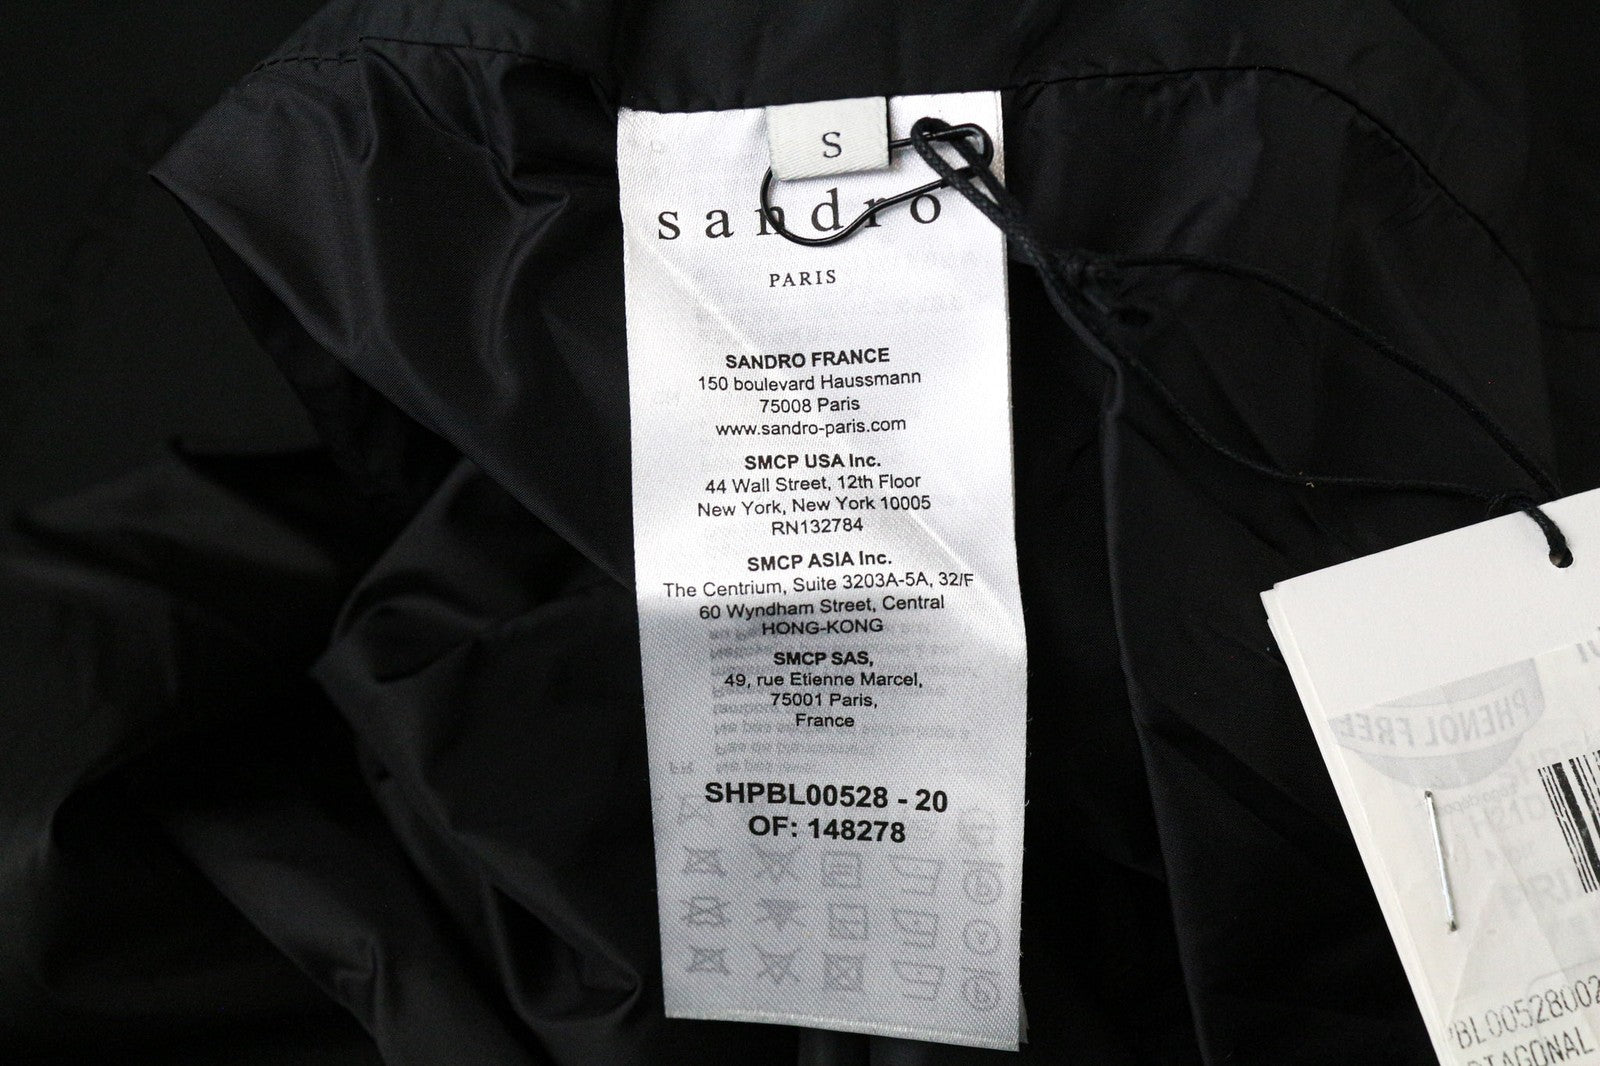 S
sandro
PARIS
SANDRO FRANCE
150 boulevard Haussmann
75008 Paris
www.sandro-paris.com
SMCP USA Inc.
44 Wall Street, 12th Floor
New York, New York 10005
RN132784
SMCP ASIA Inc.
The Centrium, Suite 3203A-5A, 32/F
60 Wyndham Street, Central
HONG-KONG
SMCP SAS,
49, rue Etienne Marcel,
75001 Paris,
France
SHPBL00528 - 20
OF: 148278
PHENOL FREE
PBL00528002
DIAGONAL